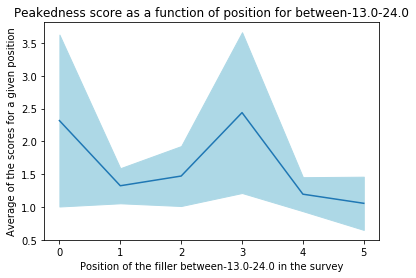 Peakedness score as a function of position for between-13.0-24.0
Average of the scores for a given position
3.5
3.0
2.5
2.0
1.5
1.0
0.5
0 1 2 3 4 5
Position of the filler between-13.0-24.0 in the survey